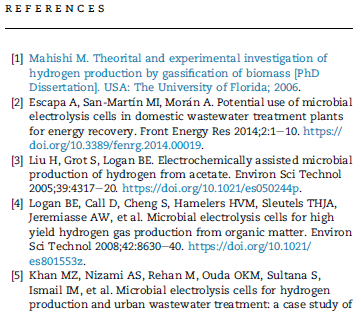 REFERENCES
[1] Mahishi M. Theorital and experimental investigation of
hydrogen production by gassification of biomass [PhD
Dissertation]. USA: The University of Florida; 2006.
[2] Escapa A, San-Martín MI, Morán A. Potential use of microbial
electrolysis cells in domestic wastewater treatment plants
for energy recovery. Front Energy Res 2014;2:1–10. https://
doi.org/10.3389/fenrg.2014.00019.
[3] Liu H, Grot S, Logan BE. Electrochemically assisted microbial
production of hydrogen from acetate. Environ Sci Technol
2005;39:4317–20. https://doi.org/10.1021/es050244p.
[4] Logan BE, Call D, Cheng S, Hamelers HVM, Sleutels THJA,
Jeremiasse AW, et al. Microbial electrolysis cells for high
yield hydrogen gas production from organic matter. Environ
Sci Technol 2008;42:8630–40. https://doi.org/10.1021/
es801553z.
[5] Khan MZ, Nizami AS, Rehan M, Ouda OKM, Sultana S,
Ismail IM, et al. Microbial electrolysis cells for hydrogen
production and urban wastewater treatment: a case study of